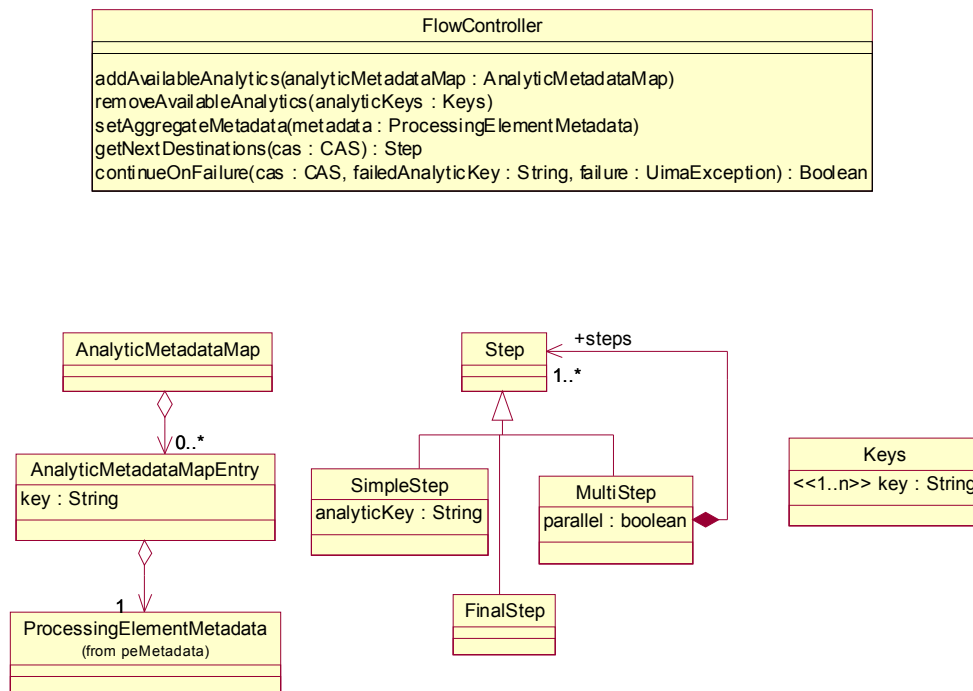 FlowController
addAvailableAnalytics(analyticMetadataMap : AnalyticMetadataMap)
removeAvailableAnalytics(analyticKeys : Keys)
setAggregateMetadata(metadata : ProcessingElementMetadata)
getNextDestinations(cas : CAS) : Step
continueOnFailure(cas : CAS, failedAnalyticKey : String, failure : UimaException) : Boolean
AnalyticMetadataMap
0..*
AnalyticMetadataMapEntry
key : String
1
ProcessingElementMetadata
(from peMetadata)
Step
+steps
1..*
SimpleStep
analyticKey : String
MultiStep
parallel : boolean
FinalStep
Keys
<<1..n>> key : String